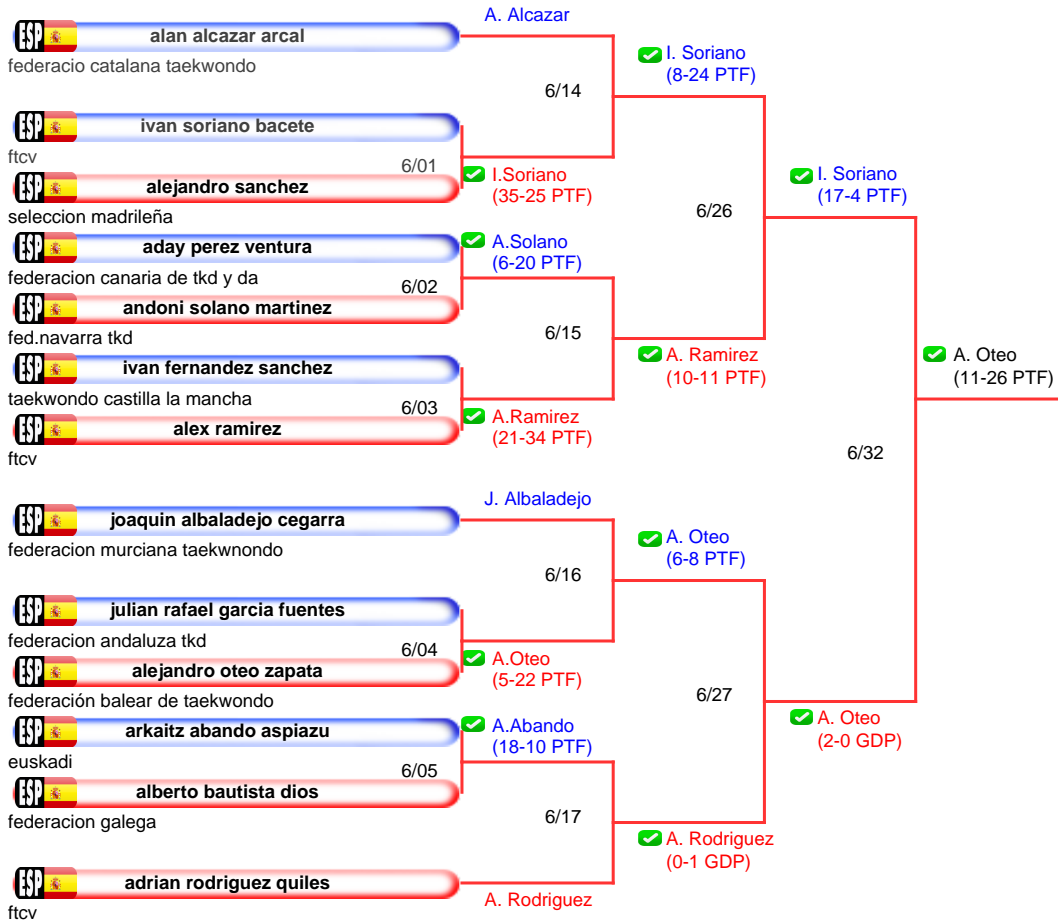 A. Alcazar
ESP alan alcazar arcal
federacio catalana taekwondo
6/14
I. Soriano
(8-24 PTF)
ESP ivan soriano bacete
ftcv
6/01
I.Soriano
(35-25 PTF)
ESP alejandro sanchez
seleccion madrileña
I. Soriano
(17-4 PTF)
6/26
ESP aday perez ventura
federacion canaria de tkd y da
A.Solano
(6-20 PTF)
6/02
ESP andoni solano martinez
fed.navarra tkd
6/15
A. Ramirez
(10-11 PTF)
ESP ivan fernandez sanchez
taekwondo castilla la mancha
6/03
A.Ramirez
(21-34 PTF)
ESP alex ramirez
ftcv
A. Oteo
(11-26 PTF)
6/32
J. Albaladejo
ESP joaquin albaladejo cegarra
federacion murciana taekwnondo
6/16
A. Oteo
(6-8 PTF)
ESP julian rafael garcia fuentes
federacion andaluza tkd
6/04
A.Oteo
(5-22 PTF)
ESP alejandro oteo zapata
federación balear de taekwondo
6/27
A. Oteo
(2-0 GDP)
ESP arkaitz abando aspiazu
euskadi
A.Abando
(18-10 PTF)
6/05
ESP alberto bautista dios
federacion galega
6/17
A. Rodriguez
(0-1 GDP)
ESP adrian rodriguez quiles
ftcv
A. Rodriguez